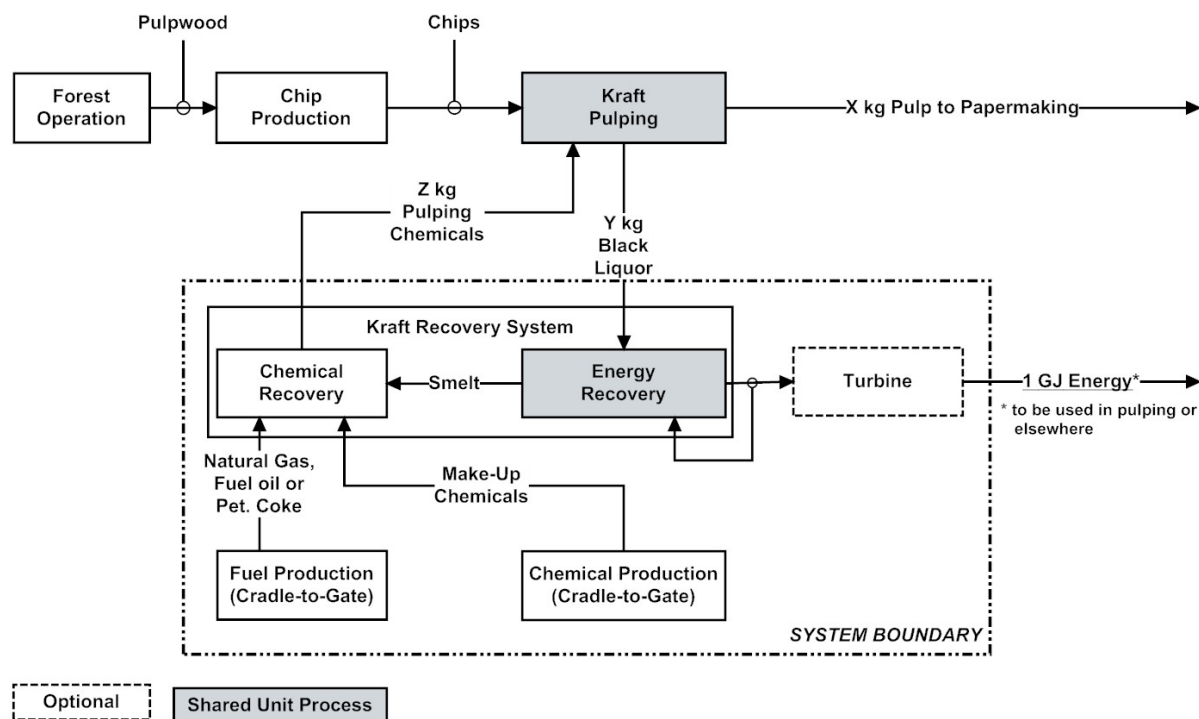 Pulpwood
Chips
Forest
Operation
Chip
Production
Kraft
Pulping
X kg Pulp to Papermaking
Z kg
Pulping
Chemicals
Y kg
Black
Liquor
Kraft Recovery System
Chemical
Recovery
Smelt
Energy
Recovery
Turbine
1 GJ Energy*
* to be used in pulping or
elsewhere
Natural Gas,
Fuel oil or
Pet. Coke
Make-Up
Chemicals
Fuel Production
(Cradle-to-Gate)
Chemical Production
(Cradle-to-Gate)
SYSTEM BOUNDARY
Optional
Shared Unit Process